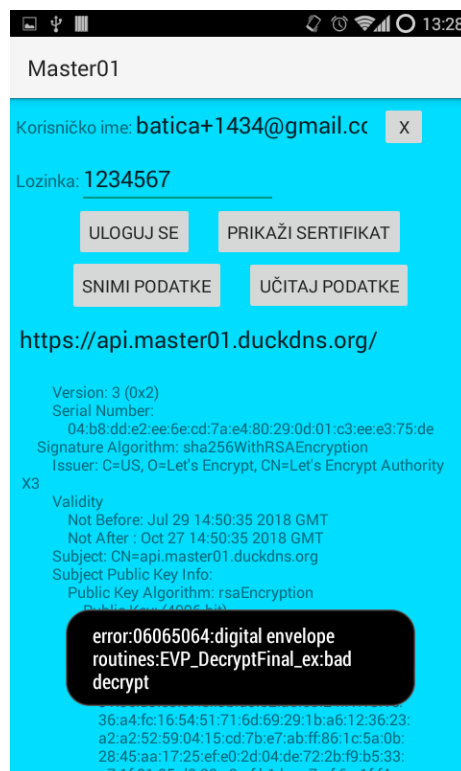 13:28
Master01
Korisničko ime: batica+1434@gmail.cc
X
Lozinka: 1234567
ULOGUJ SE
PRIKAŽI SERTIFIKAT
SNIMI PODATKE
UČITAJ PODATKE
https://api.master01.duckdns.org/
Version: 3 (0x2)
Serial Number:
04:b8:dd:e2:ee:6e:cd:7a:e4:80:29:0d:01:c3:ee:e3:75:de
Signature Algorithm: sha256WithRSAEncryption
Issuer: C=US, O=Let's Encrypt, CN=Let's Encrypt Authority
X3
Validity
Not Before: Jul 29 14:50:35 2018 GMT
Not After : Oct 27 14:50:35 2018 GMT
Subject: CN=api.master01.duckdns.org
Subject Public Key Info:
Public Key Algorithm: rsaEncryption
Public Key: (4096 bit)
error:06065064:digital envelope
routines:EVP_DecryptFinal_ex:bad
decrypt
36:a4:fc:16:54:51:71:6d:69:29:1b:a6:12:36:23:
a2:a2:52:59:04:15:cd:7b:e7:ab:ff:86:1c:5a:0b:
28:45:aa:17:25:ef:e0:2d:04:de:72:2b:f9:b5:33: